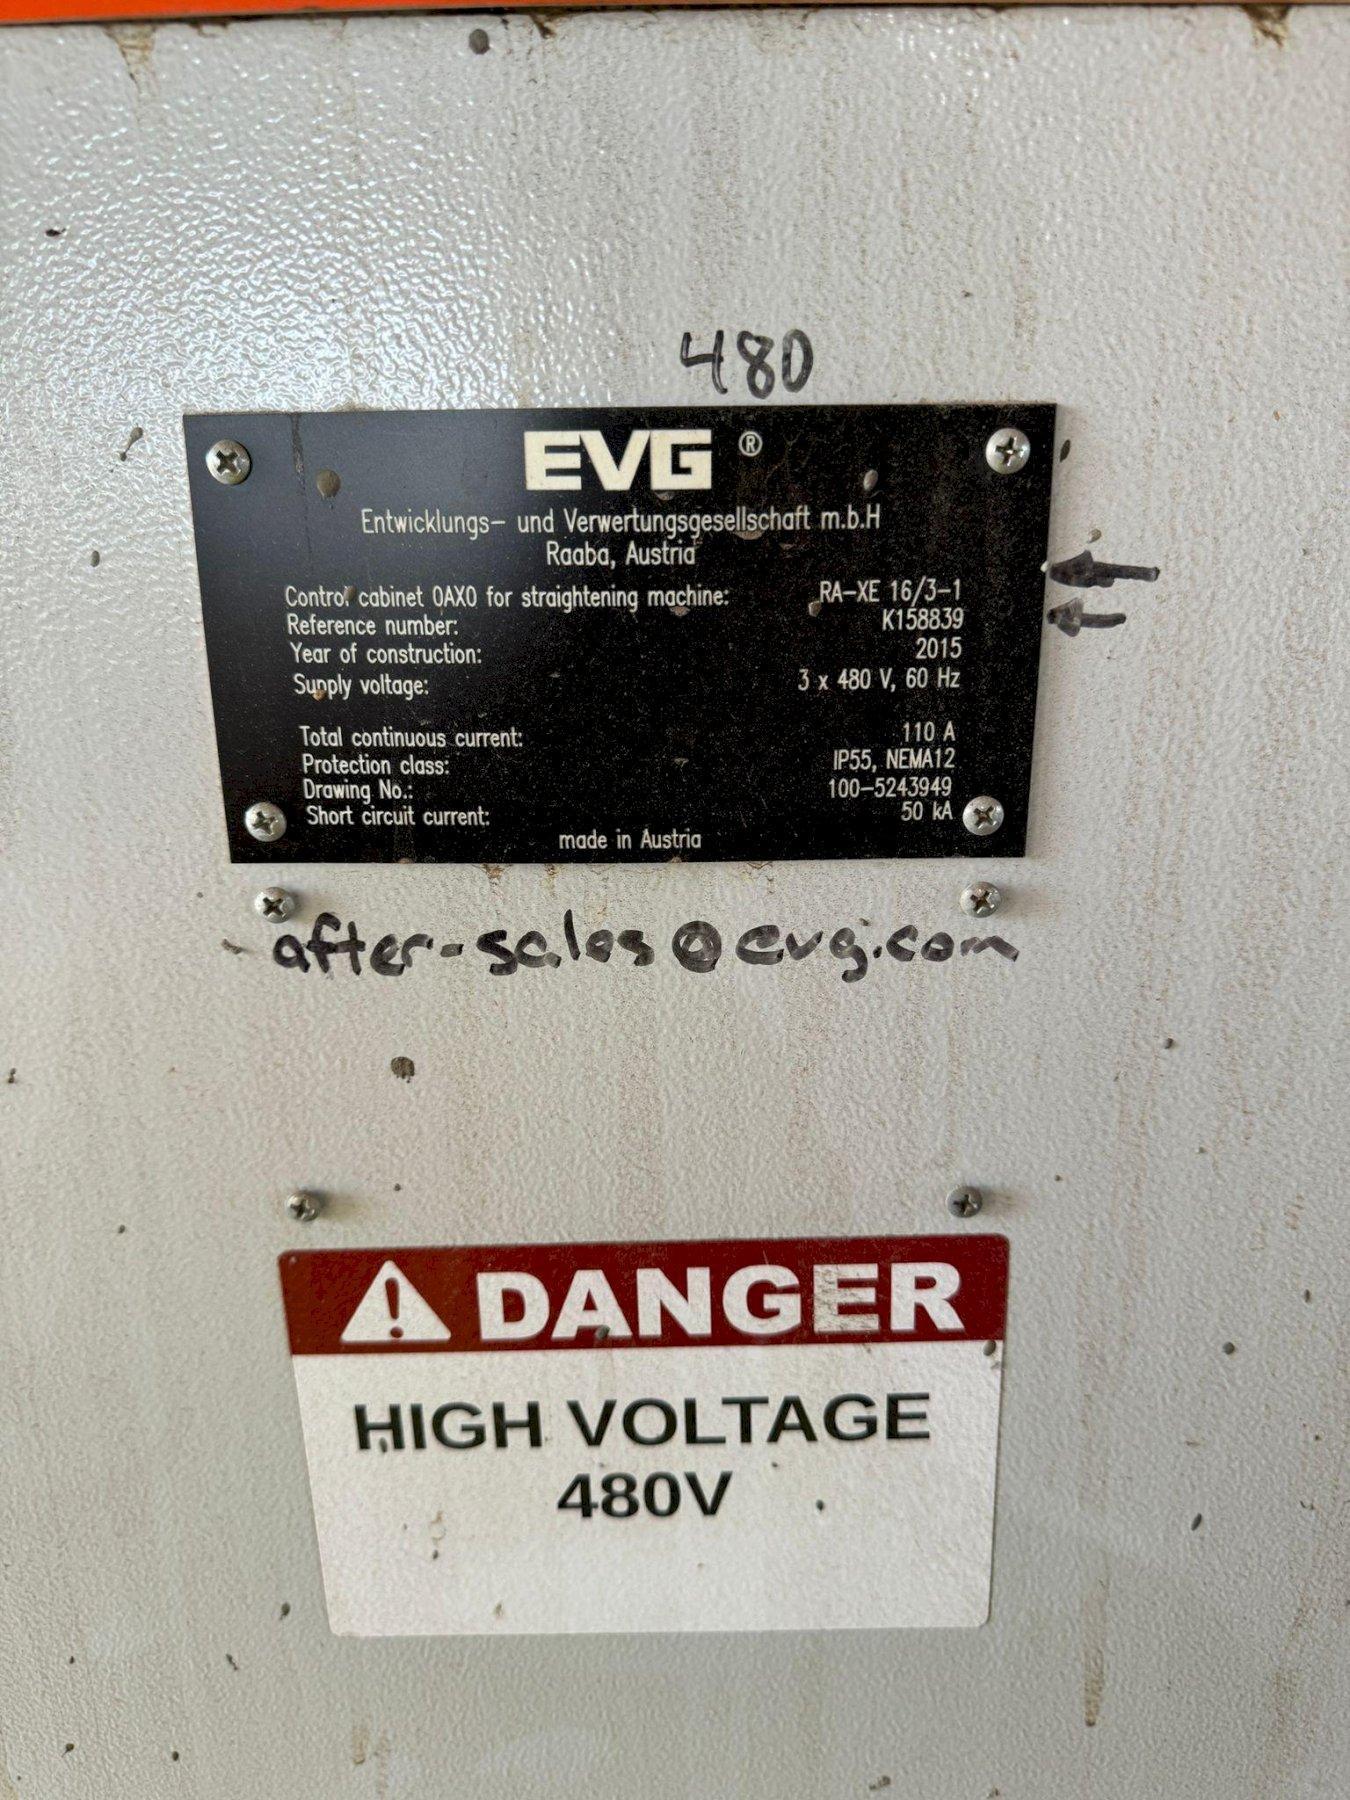 480
EVG ®
Entwicklungs- und Verwertungsgesellschaft m.b.H
Raaba, Austria
Control cabinet 0AX0 for straightening machine: RA-XE 16/3-1
Reference number: K158839
Year of construction: 2015
Supply voltage: 3 x 480 V, 60 Hz
Total continuous current: 110 A
Protection class: IP55, NEMA12
Drawing No.: 100-5243949
Short circuit current: 50 kA
made in Austria
after-sales@evg.com
DANGER
HIGH VOLTAGE
480V